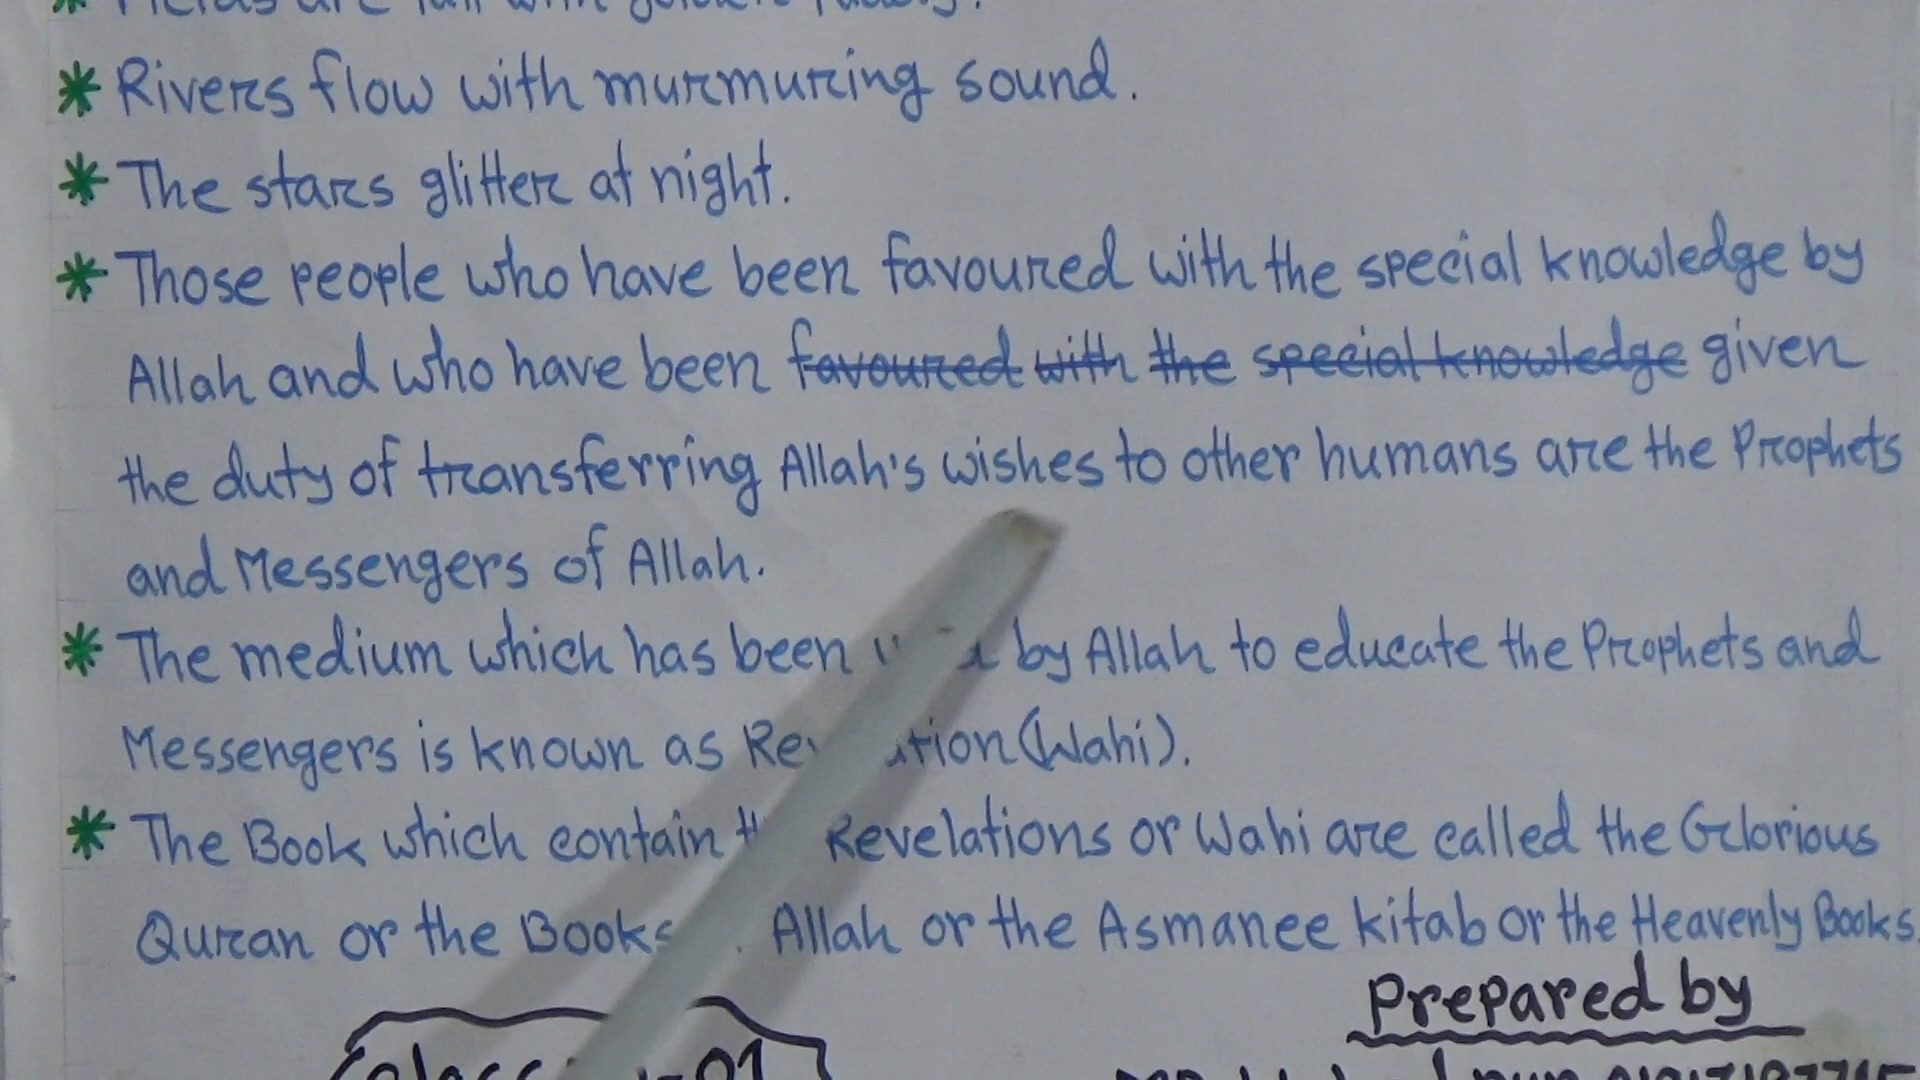 * Rivers flow with murmuring sound.
* The stars glitter at night.
* Those people who have been favoured with the special knowledge by
Allah and who have been favoured with the special knowledge given
the duty of transferring Allah's wishes to other humans are the Prophets
and Messengers of Allah.
* The medium which has been by Allah to educate the Prophets and
Messengers is known as (Wahi).
* The Book which contain Revelations or Wahi are called the Glorious
Quran or the Books Allah or the Asmanee kitab or the Heavenly Books.
Prepared by